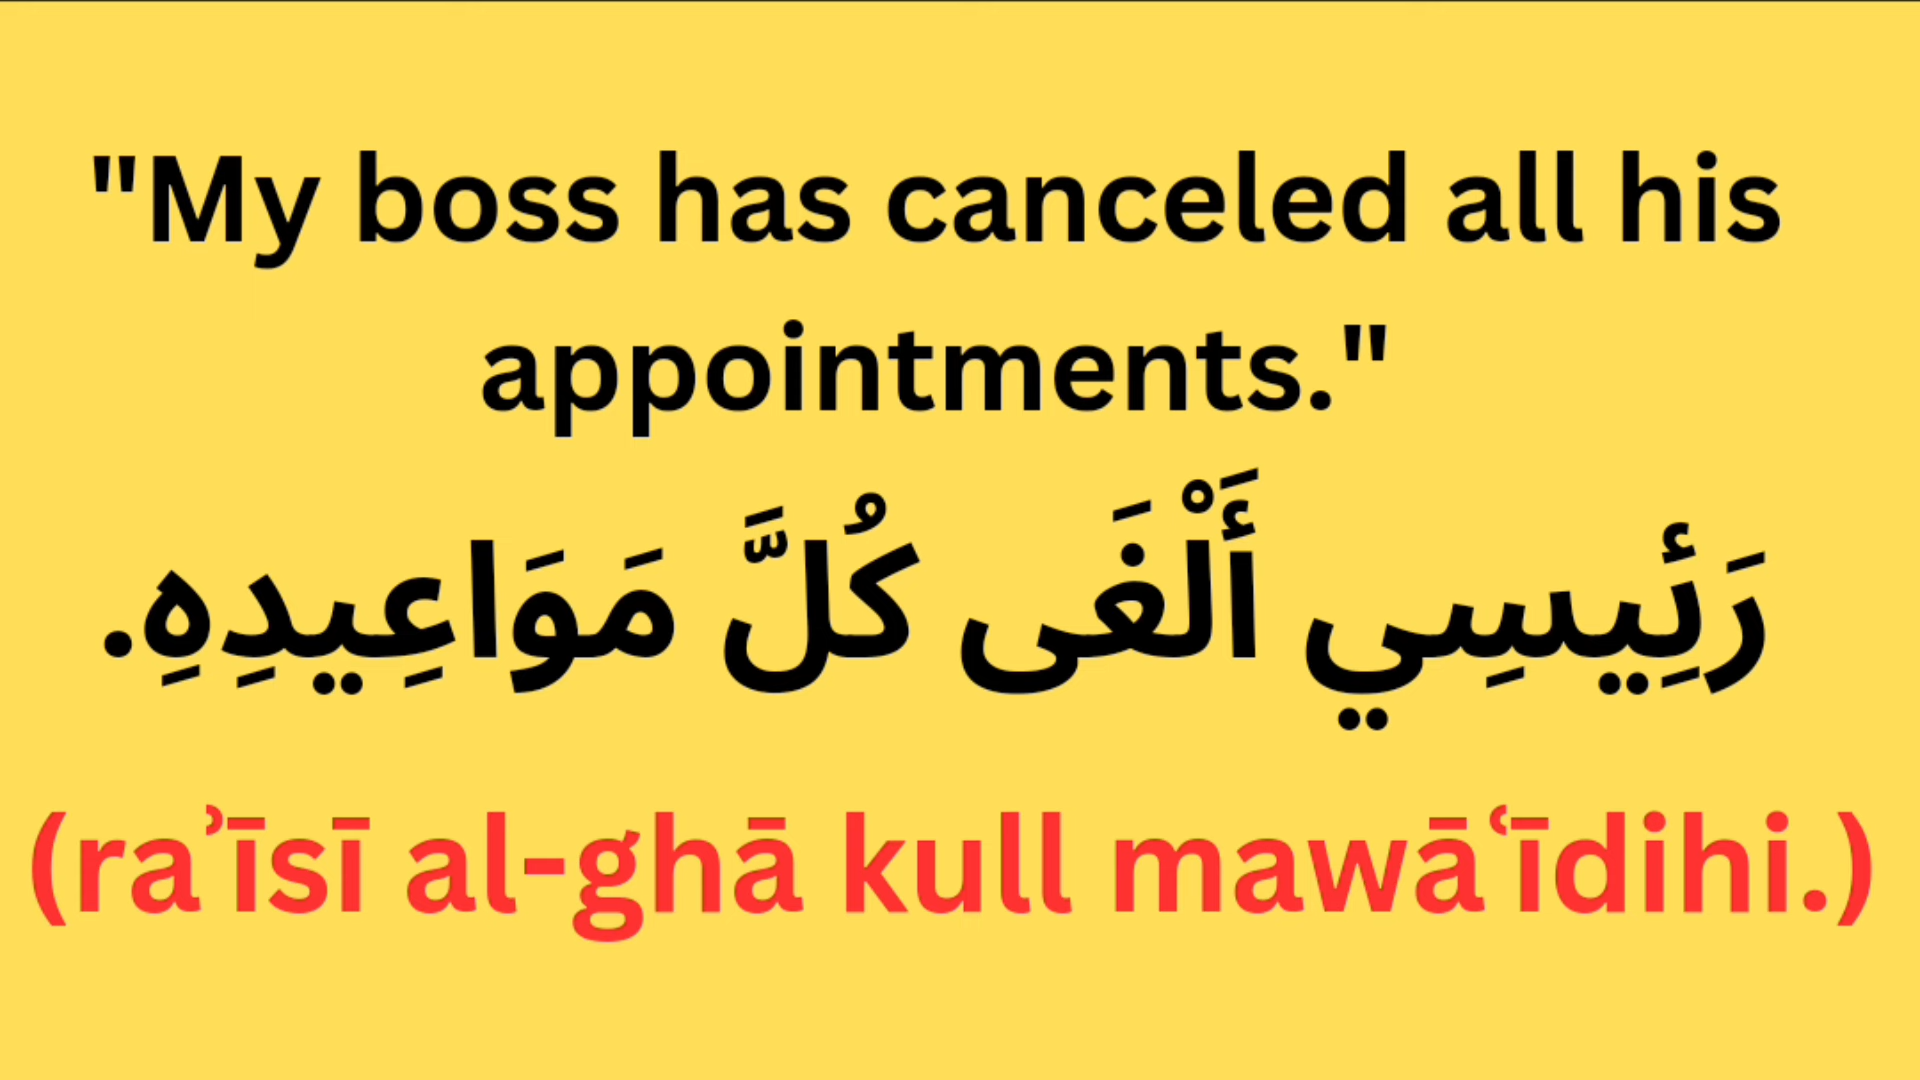 "My boss has canceled all his
appointments."
رَئِيسِي أَلْغَى كُلَّ مَوَاعِيدِهِ.
(raʾīsī al-ghā kull mawāʿīdihi.)